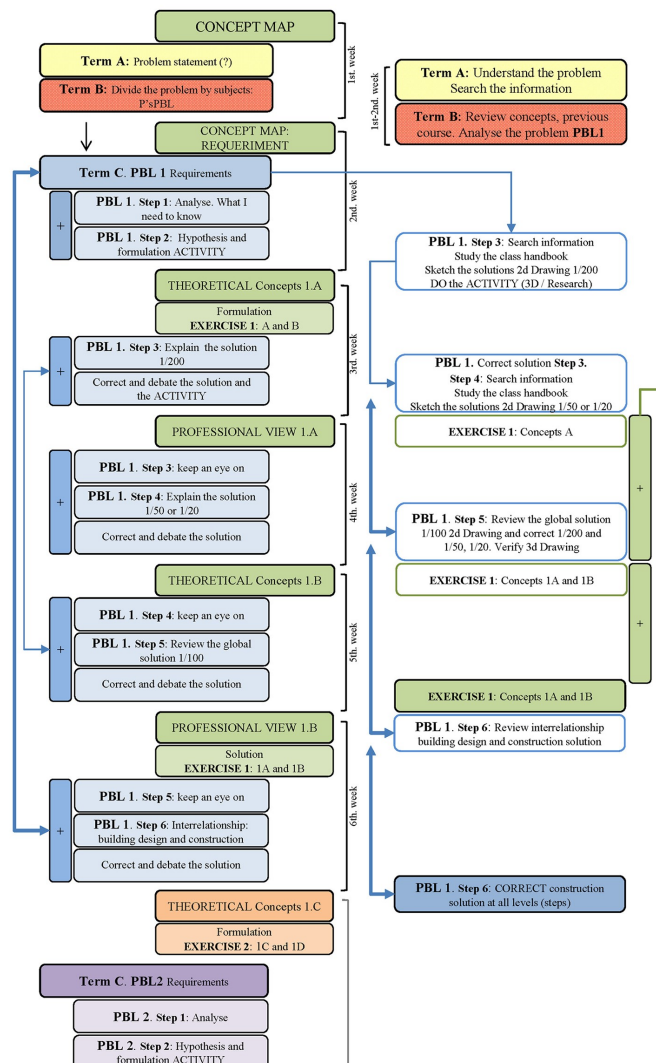 CONCEPT MAP
Term A: Problem statement (?)
Term B: Divide the problem by subjects:
P'sPBL
1st. week
1st-2nd. week
Term A: Understand the problem
Search the information
Term B: Review concepts, previous
course. Analyse the problem PBL1
CONCEPT MAP:
REQUERIMENT
Term C. PBL 1 Requirements
+
PBL 1. Step 1: Analyse. What I
need to know
PBL 1. Step 2: Hypothesis and
formulation ACTIVITY
2nd. week
PBL 1. Step 3: Search information
Study the class handbook
Sketch the solutions 2d Drawing 1/200
DO the ACTIVITY (3D / Research)
THEORETICAL Concepts 1.A
Formulation
EXERCISE 1: A and B
+
PBL 1. Step 3: Explain the solution
1/200
Correct and debate the solution and
the ACTIVITY
3rd. week
PBL 1. Correct solution Step 3.
Step 4: Search information
Study the class handbook
Sketch the solutions 2d Drawing 1/50 or 1/20
EXERCISE 1: Concepts A
+
PROFESSIONAL VIEW 1.A
+
PBL 1. Step 3: keep an eye on
PBL 1. Step 4: Explain the solution
1/50 or 1/20
Correct and debate the solution
4th. week
PBL 1. Step 5: Review the global solution
1/100 2d Drawing and correct 1/200 and
1/50, 1/20. Verify 3d Drawing
EXERCISE 1: Concepts 1A and 1B
+
THEORETICAL Concepts 1.B
+
PBL 1. Step 4: keep an eye on
PBL 1. Step 5: Review the global
solution 1/100
Correct and debate the solution
5th. week
EXERCISE 1: Concepts 1A and 1B
PBL 1. Step 6: Review interrelationship
building design and construction solution
PROFESSIONAL VIEW 1.B
Solution
EXERCISE 1: 1A and 1B
+
PBL 1. Step 5: keep an eye on
PBL 1. Step 6: Interrelationship:
building design and construction
Correct and debate the solution
6th. week
PBL 1. Step 6: CORRECT construction
solution at all levels (steps)
THEORETICAL Concepts 1.C
Formulation
EXERCISE 2: 1C and 1D
Term C. PBL2 Requirements
PBL 2. Step 1: Analyse
PBL 2. Step 2: Hypothesis and
formulation ACTIVITY